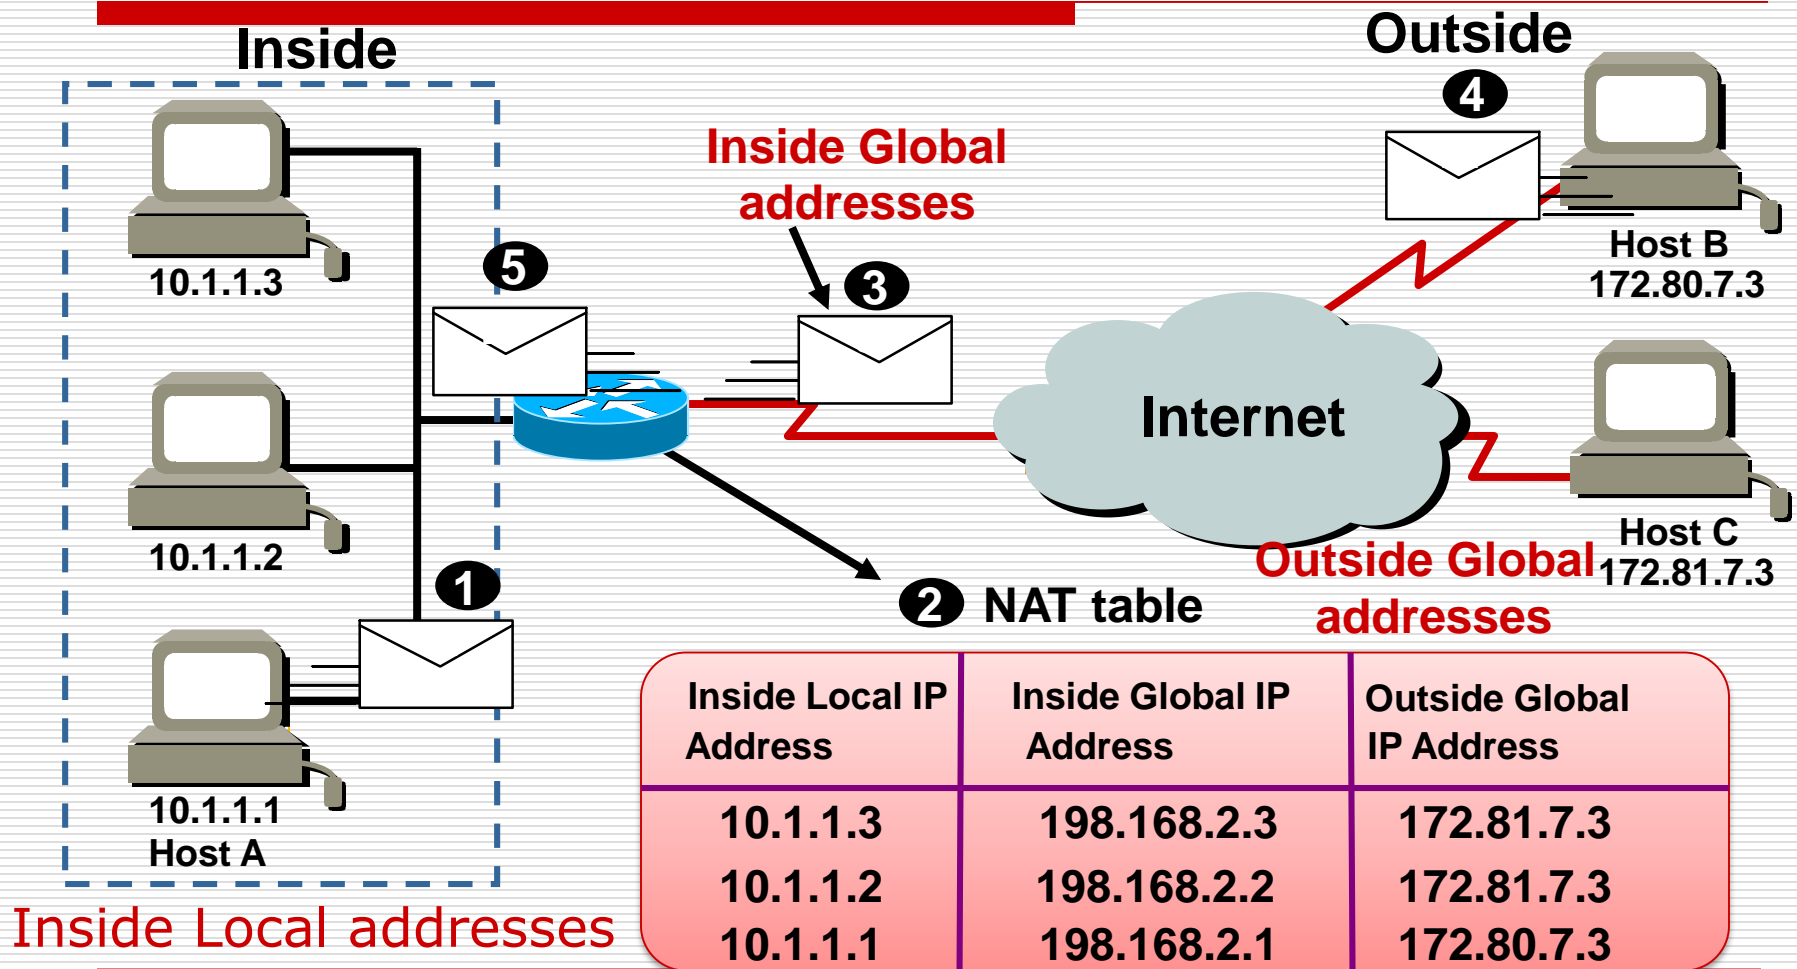 Inside
Outside
4
Inside Global
addresses
Host B
172.80.7.3
5
3
10.1.1.3
Internet
Host C
172.81.7.3
Outside Global
addresses
10.1.1.2
1
2 NAT table
10.1.1.1
Host A
Inside Local addresses
Inside Local IP Address
Inside Global IP Address
Outside Global IP Address
10.1.1.3 198.168.2.3 172.81.7.3
10.1.1.2 198.168.2.2 172.81.7.3
10.1.1.1 198.168.2.1 172.80.7.3